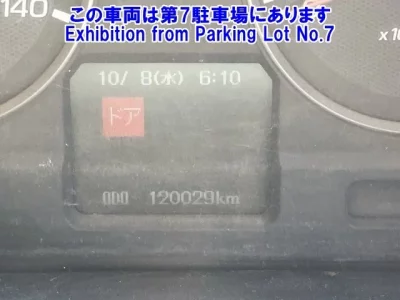 この車両は第7駐車場にあります
Exhibition from Parking Lot No.7
140
x10
10/ 8(水) 6:10
ドア
ODO 120029km